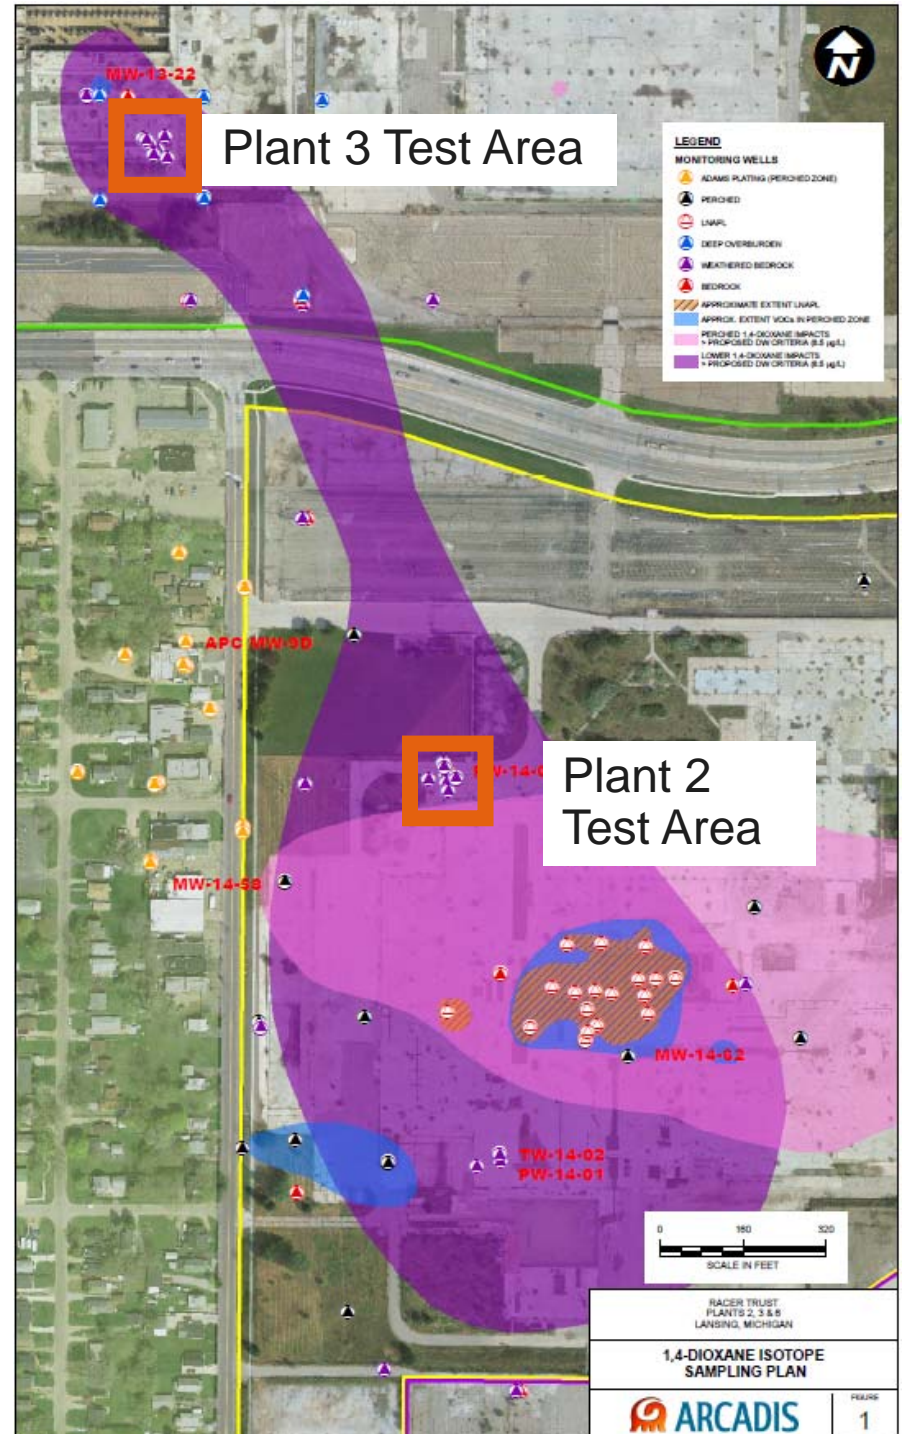 MW-13-22
N
Plant 3 Test Area
LEGEND
MONITORING WELLS
ADAMS PLATING (PERCHED ZONE)
PERCHED
LNAPL
DEEP OVERBURDEN
WEATHERED BEDROCK
BEDROCK
APPROXIMATE EXTENT LNAPL
APPROX. EXTENT VOCs IN PERCHED ZONE
PERCHED 1,4-DIOXANE IMPACTS
> PROPOSED DW CRITERIA (8.5 µg/L)
LOWER 1,4-DIOXANE IMPACTS
> PROPOSED DW CRITERIA (8.5 µg/L)
APC MW-9D
Plant 2
Test Area
MW-14-58
MW-14-62
TW-14-02
PW-14-01
0 160 320
SCALE IN FEET
RACER TRUST
PLANTS 2, 3 & 6
LANSING, MICHIGAN
1,4-DIOXANE ISOTOPE
SAMPLING PLAN
ARCADIS
FIGURE
1